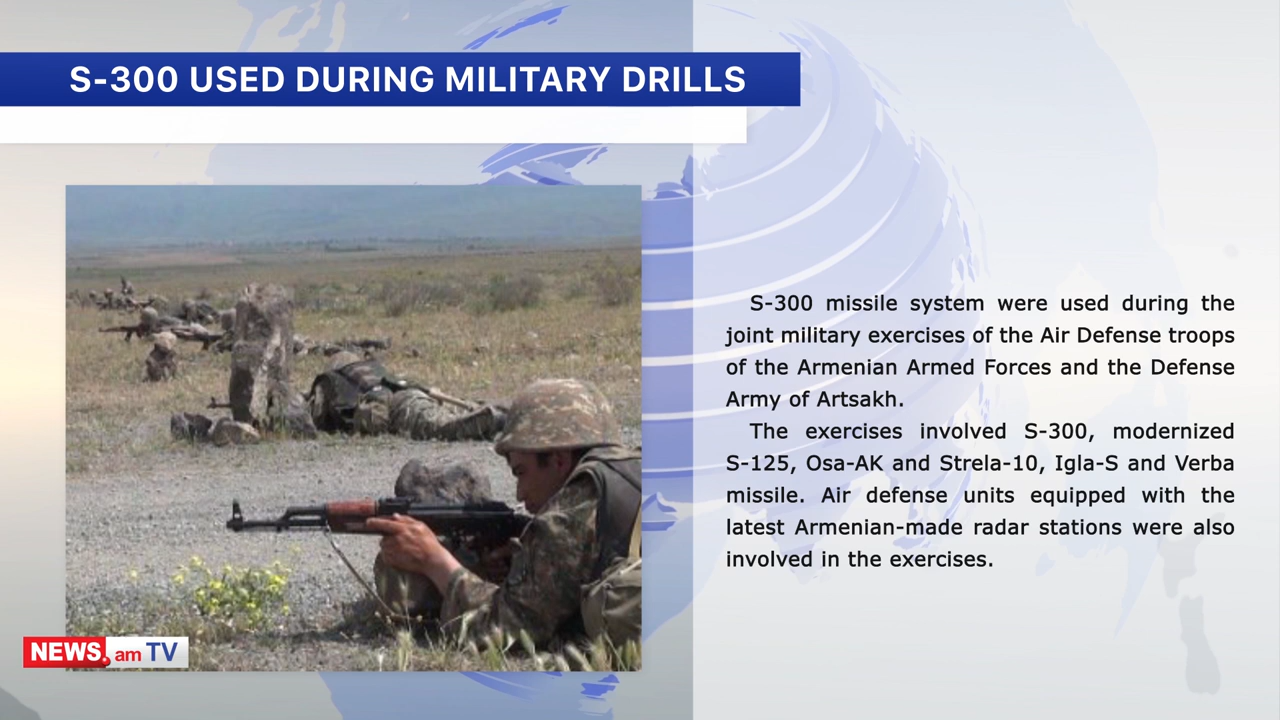 S-300 USED DURING MILITARY DRILLS
S-300 missile system were used during the
joint military exercises of the Air Defense troops
of the Armenian Armed Forces and the Defense
Army of Artsakh.
The exercises involved S-300, modernized
S-125, Osa-AK and Strela-10, Igla-S and Verba
missile. Air defense units equipped with the
latest Armenian-made radar stations were also
involved in the exercises.
NEWS.am TV